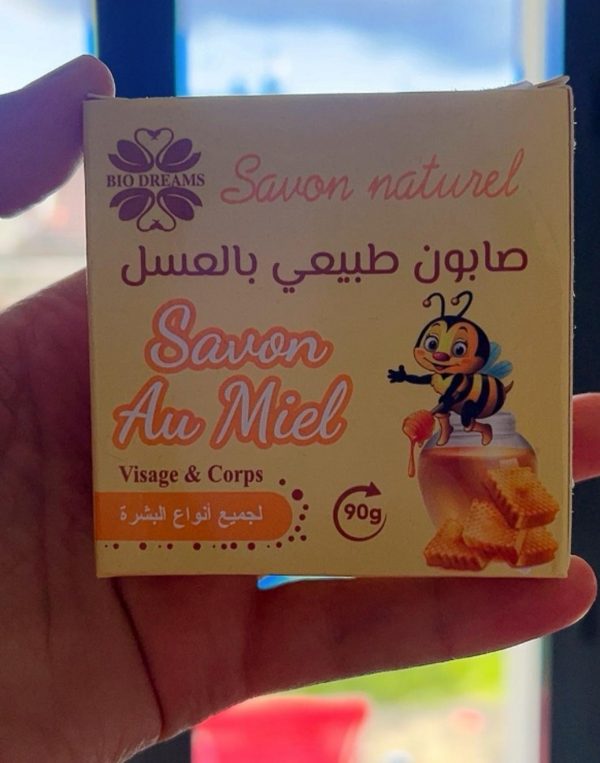 BIO DREAMS
Savon naturel
صابون طبيعي بالعسل
Savon
Au Miel
Visage & Corps
لجميع أنواع البشرة
90g